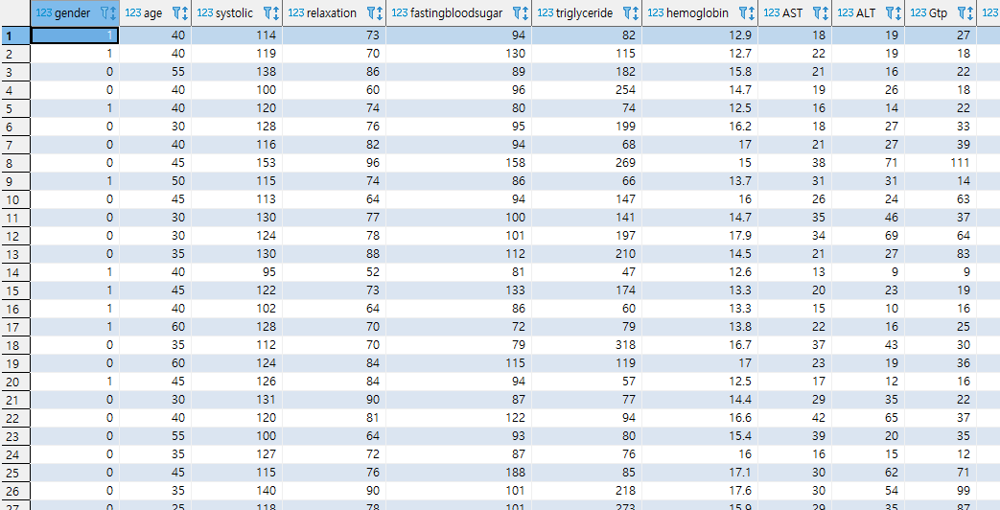 123 gender 123 age 123 systolic 123 relaxation 123 fastingbloodsugar 123 triglyceride 123 hemoglobin 123 AST 123 ALT 123 Gtp 123
1 1 40 114 73 94 82 12.9 18 19 27
2 1 40 119 70 130 115 12.7 22 19 18
3 0 55 138 86 89 182 15.8 21 16 22
4 0 40 100 60 96 254 14.7 19 26 18
5 1 40 120 74 80 74 12.5 16 14 22
6 0 30 128 76 95 199 16.2 18 27 33
7 0 40 116 82 94 68 17 21 27 39
8 0 45 153 96 158 269 15 38 71 111
9 1 50 115 74 86 66 13.7 31 31 14
10 0 45 113 64 94 147 16 26 24 63
11 0 30 130 77 100 141 14.7 35 46 37
12 0 30 124 78 101 197 17.9 34 69 64
13 0 35 130 88 112 210 14.5 21 27 83
14 1 40 95 52 81 47 12.6 13 9 9
15 1 45 122 73 133 174 13.3 20 23 19
16 1 40 102 64 86 60 13.3 15 10 16
17 1 60 128 70 72 79 13.8 22 16 25
18 0 35 112 70 79 318 16.7 37 43 30
19 0 60 124 84 115 119 17 23 19 36
20 1 45 126 84 94 57 12.5 17 12 16
21 0 30 131 90 87 77 14.4 29 35 22
22 0 40 120 81 122 94 16.6 42 65 37
23 0 55 100 64 93 80 15.4 39 20 35
24 0 35 127 72 87 76 16 16 15 12
25 0 45 115 76 188 85 17.1 30 62 71
26 0 35 140 90 101 218 17.6 30 54 99
27 0 25 118 78 101 273 15.9 29 35 87